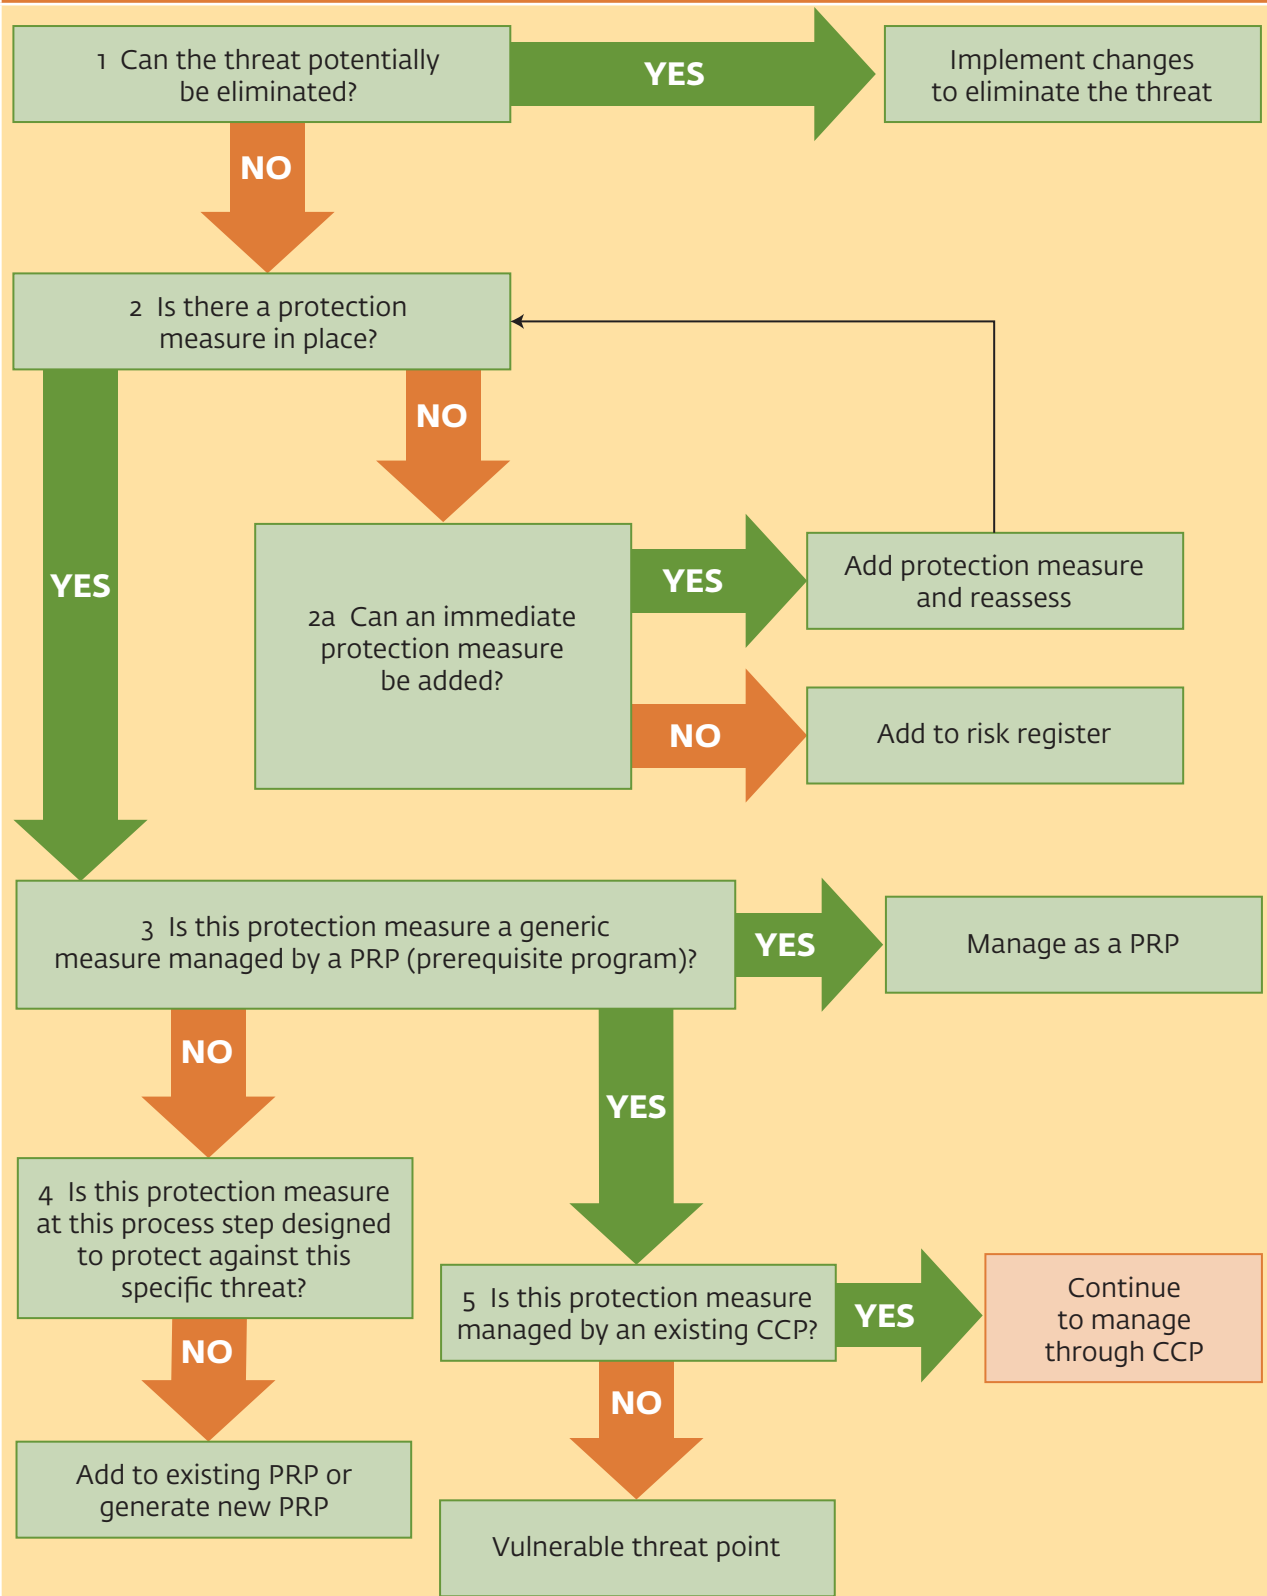 1 Can the threat potentially
be eliminated?
YES
Implement changes
to eliminate the threat
NO
2 Is there a protection
measure in place?
NO
YES
2a Can an immediate
protection measure
be added?
YES
Add protection measure
and reassess
NO
Add to risk register
3 Is this protection measure a generic
measure managed by a PRP (prerequisite program)?
YES
Manage as a PRP
NO
YES
4 Is this protection measure
at this process step designed
to protect against this
specific threat?
NO
Add to existing PRP or
generate new PRP
5 Is this protection measure
managed by an existing CCP?
YES
Continue
to manage
through CCP
NO
Vulnerable threat point